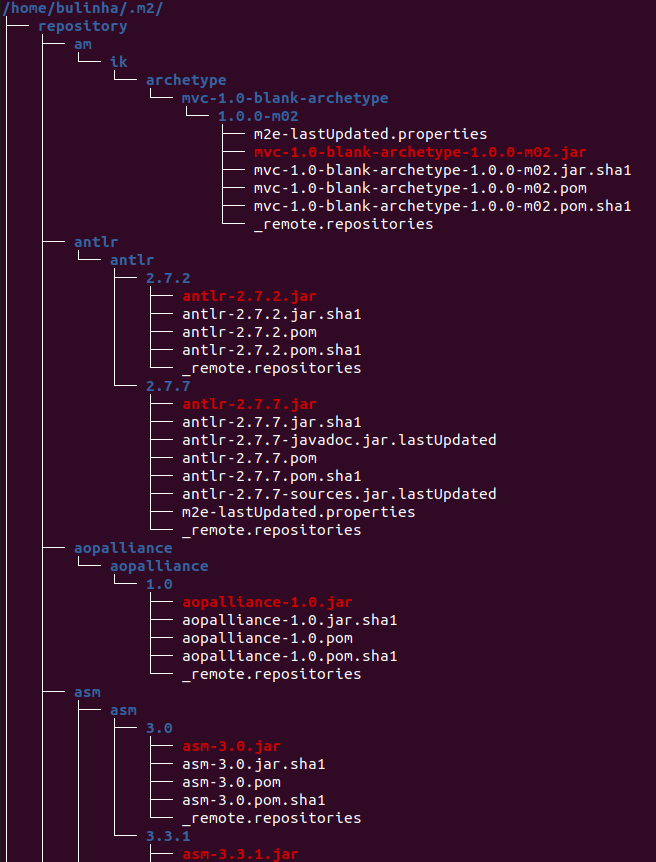 /home/bulinha/.m2/
repository
am
ik
archetype
mvc-1.0-blank-archetype
1.0.0-m02
m2e-lastUpdated.properties
mvc-1.0-blank-archetype-1.0.0-m02.jar
mvc-1.0-blank-archetype-1.0.0-m02.jar.sha1
mvc-1.0-blank-archetype-1.0.0-m02.pom
mvc-1.0-blank-archetype-1.0.0-m02.pom.sha1
_remote.repositories
antlr
antlr
2.7.2
antlr-2.7.2.jar
antlr-2.7.2.jar.sha1
antlr-2.7.2.pom
antlr-2.7.2.pom.sha1
_remote.repositories
2.7.7
antlr-2.7.7.jar
antlr-2.7.7.jar.sha1
antlr-2.7.7-javadoc.jar.lastUpdated
antlr-2.7.7.pom
antlr-2.7.7.pom.sha1
antlr-2.7.7-sources.jar.lastUpdated
m2e-lastUpdated.properties
_remote.repositories
aopalliance
aopalliance
1.0
aopalliance-1.0.jar
aopalliance-1.0.jar.sha1
aopalliance-1.0.pom
aopalliance-1.0.pom.sha1
_remote.repositories
asm
asm
3.0
asm-3.0.jar
asm-3.0.jar.sha1
asm-3.0.pom
asm-3.0.pom.sha1
_remote.repositories
3.3.1
asm-3.3.1.jar